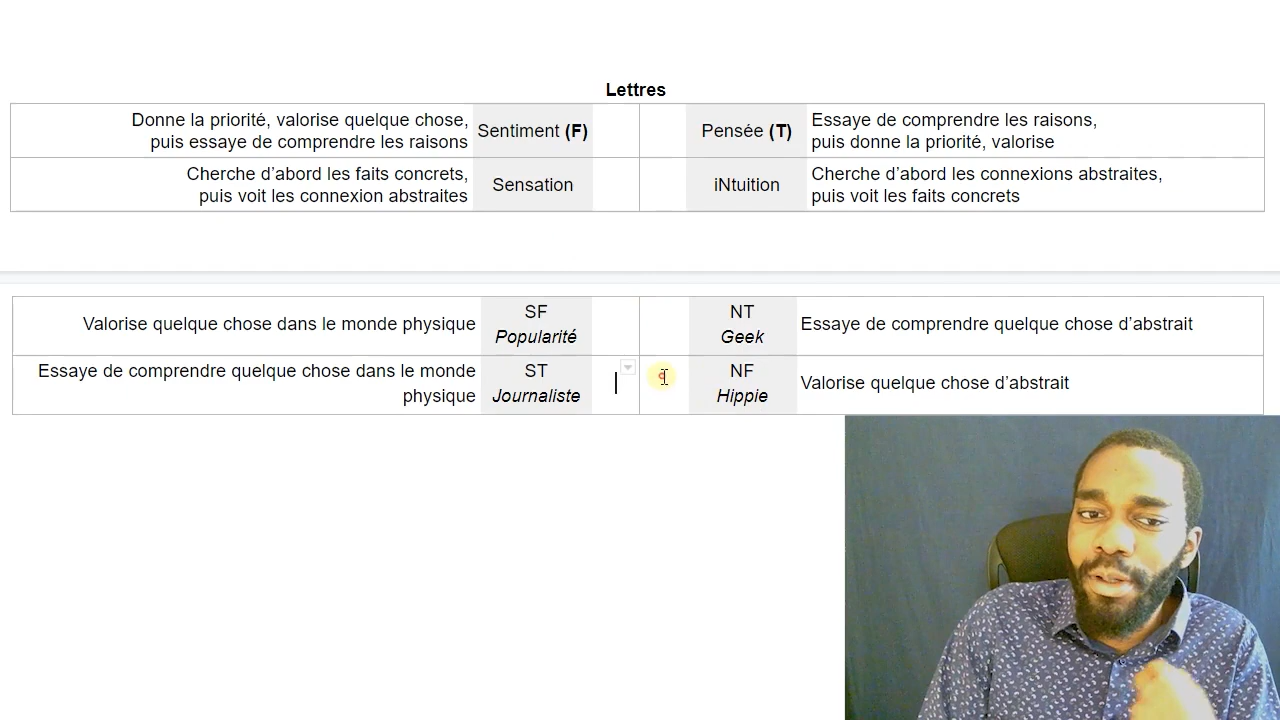 Lettres
Donne la priorité, valorise quelque chose,
puis essaye de comprendre les raisons
Sentiment (F)
Pensée (T)
Essaye de comprendre les raisons,
puis donne la priorité, valorise
Cherche d’abord les faits concrets,
puis voit les connexion abstraites
Sensation
iNtuition
Cherche d’abord les connexions abstraites,
puis voit les faits concrets
Valorise quelque chose dans le monde physique
SF
Popularité
NT
Geek
Essaye de comprendre quelque chose d’abstrait
Essaye de comprendre quelque chose dans le monde
physique
ST
Journaliste
NF
Hippie
Valorise quelque chose d’abstrait